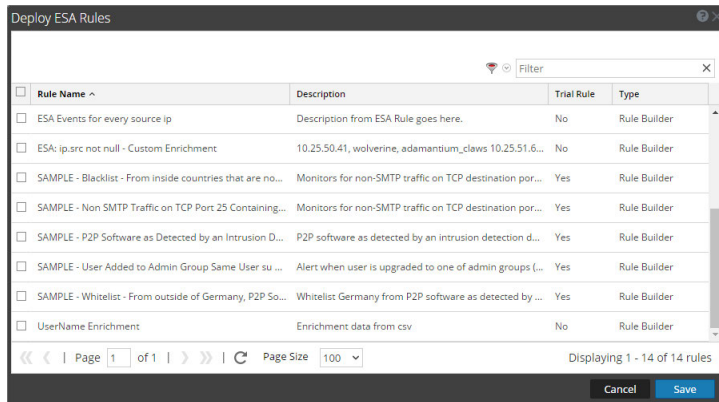 Deploy ESA Rules
Filter
Rule Name Description Trial Rule Type
ESA Events for every source ip Description from ESA Rule goes here. No Rule Builder
ESA: ip.src not null - Custom Enrichment 10.25.50.41, wolverine, adamantium_claws 10.25.51.6... No Rule Builder
SAMPLE - Blacklist - From inside countries that are no... Monitors for non-SMTP traffic on TCP destination por... Yes Rule Builder
SAMPLE - Non SMTP Traffic on TCP Port 25 Containing... Monitors for non-SMTP traffic on TCP destination por... Yes Rule Builder
SAMPLE - P2P Software as Detected by an Intrusion D... P2P software as detected by an intrusion detection d... Yes Rule Builder
SAMPLE - User Added to Admin Group Same User su ... Alert when user is upgraded to one of admin groups (... Yes Rule Builder
SAMPLE - Whitelist - From outside of Germany, P2P So... Whitelist Germany from P2P software as detected by ... Yes Rule Builder
UserName Enrichment Enrichment data from csv No Rule Builder
Page 1 of 1 Page Size 100 Displaying 1 - 14 of 14 rules
Cancel Save